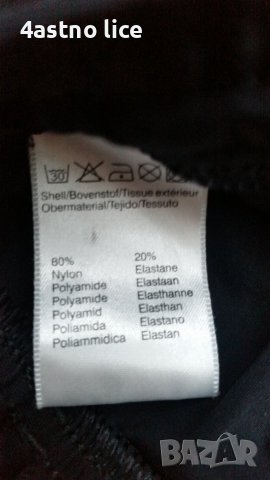 4astno lice
30
Shell/Bovenstof/Tissue extérieur
Obermaterial/Tejido/Tessuto
80% 20%
Nylon Elastane
Polyamide Elastaan
Polyamide Elasthanne
Polyamid Elasthan
Poliamida Elastano
Poliammidica Elastan
BAZAR